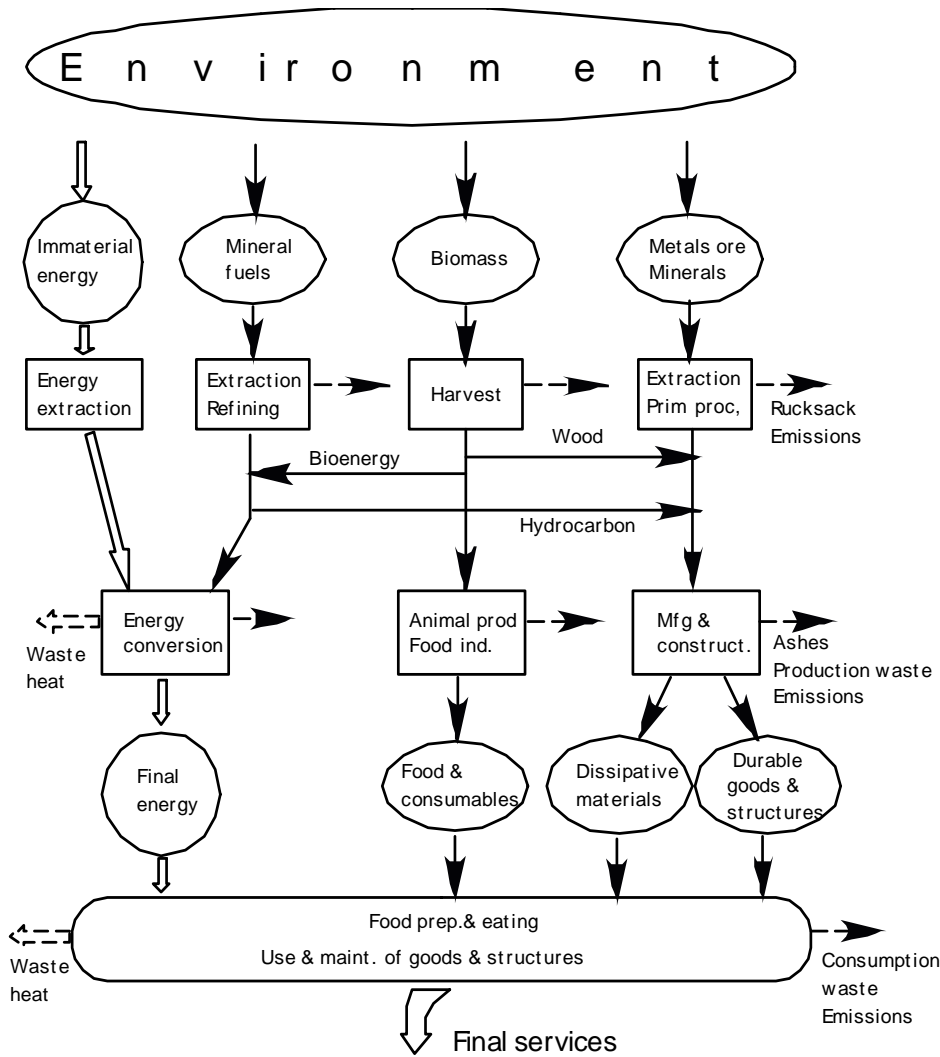 Environment
Immaterial
energy
Mineral
fuels
Biomass
Metals ore
Minerals
Energy
extraction
Extraction
Refining
Harvest
Extraction
Prim proc,
Rucksack
Emissions
Wood
Bioenergy
Hydrocarbon
Waste
heat
Energy
conversion
Animal prod
Food ind.
Mfg &
construct.
Ashes
Production waste
Emissions
Final
energy
Food &
consumables
Dissipative
materials
Durable
goods &
structures
Food prep.& eating
Use & maint. of goods & structures
Waste
heat
Consumption
waste
Emissions
Final services